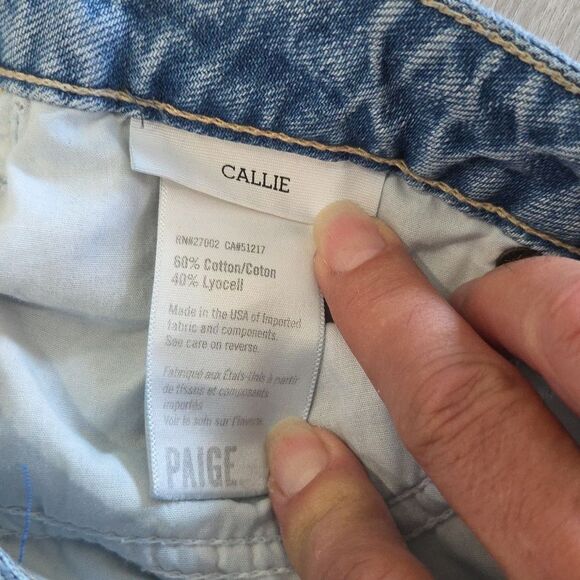 CALLIE
RN#27002 CA#51217
60% Cotton/Coton
40% Lyocell
Made in the USA of Imported
fabric and components.
See care on reverse.
Fabriqué aux États-Unis à partir
de tissus et composants
importés
Voir le soin sur l'inverse.
PAIGE